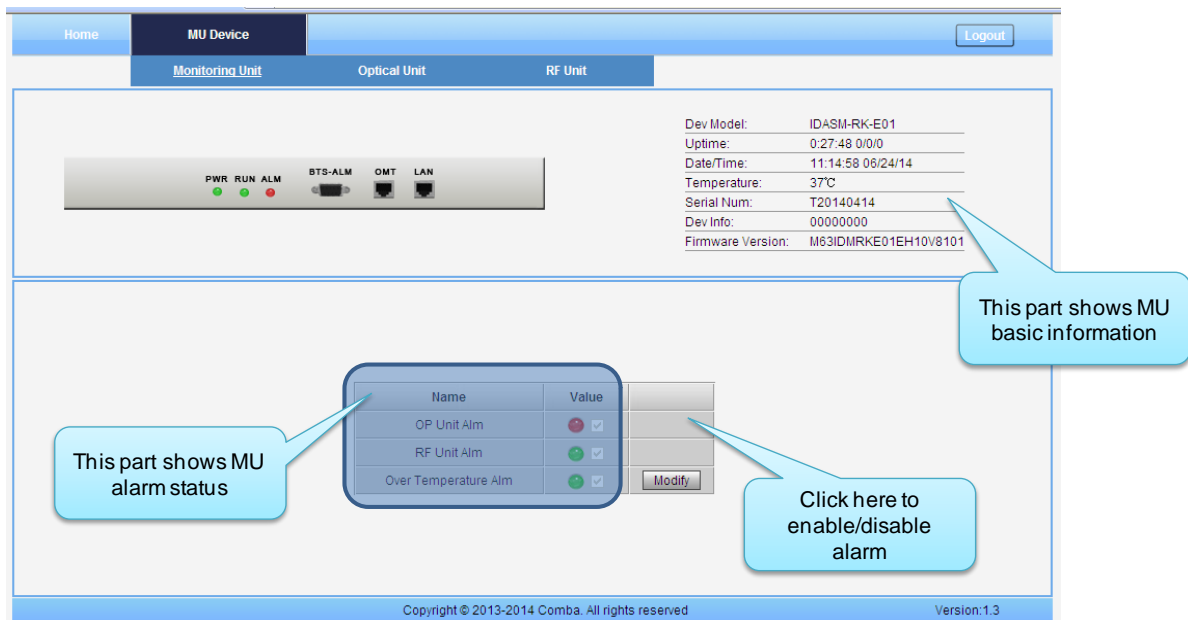 Home
MU Device
Logout
Monitoring Unit
Optical Unit
RF Unit
PWR RUN ALM
BTS-ALM
OMT
LAN
Dev Model: IDASM-RK-E01
Uptime: 0:27:48 0/0/0
Date/Time: 11:14:58 06/24/14
Temperature: 37℃
Serial Num: T20140414
Dev Info: 00000000
Firmware Version: M63IDMRKE01EH10V8101
This part shows MU
basic information
Name Value
OP Unit Alm
RF Unit Alm
Over Temperature Alm Modify
This part shows MU
alarm status
Click here to
enable/disable
alarm
Copyright © 2013-2014 Comba. All rights reserved
Version:1.3